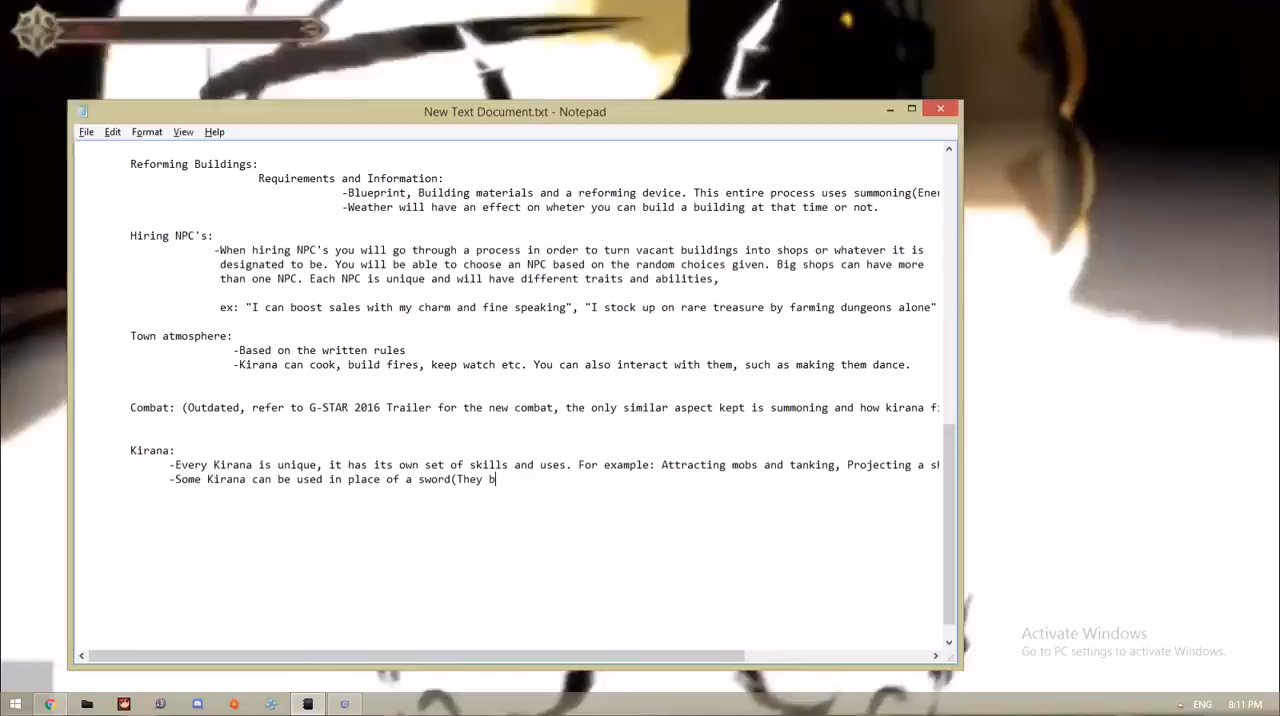 New Text Document.txt - Notepad
File Edit Format View Help
Reforming Buildings:
Requirements and Information:
-Blueprint, Building materials and a reforming device. This entire process uses summoning(Ener
-Weather will have an effect on wheter you can build a building at that time or not.
Hiring NPC's:
-When hiring NPC's you will go through a process in order to turn vacant buildings into shops or whatever it is
designated to be. You will be able to choose an NPC based on the random choices given. Big shops can have more
than one NPC. Each NPC is unique and will have different traits and abilities,
ex: "I can boost sales with my charm and fine speaking", "I stock up on rare treasure by farming dungeons alone"
Town atmosphere:
-Based on the written rules
-Kirana can cook, build fires, keep watch etc. You can also interact with them, such as making them dance.
Combat: (Outdated, refer to G-STAR 2016 Trailer for the new combat, the only similar aspect kept is summoning and how kirana
Kirana:
-Every Kirana is unique, it has its own set of skills and uses. For example: Attracting mobs and tanking, Projecting a
-Some Kirana can be used in place of a sword(They b
Activate Windows
Go to PC settings to activate Windows.
ENG 8:11 PM